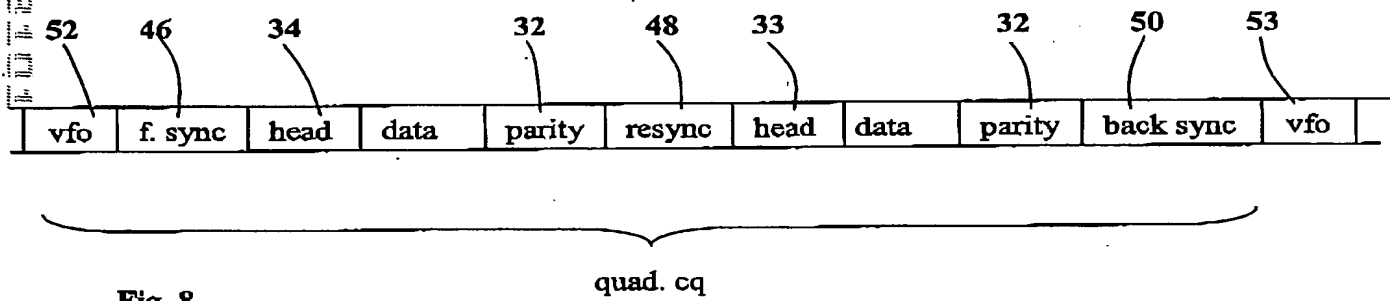 52 46 34 32 48 33 32 50 53
vfo f. sync head data parity resync head data parity back sync vfo
quad. cq
Fig. 8